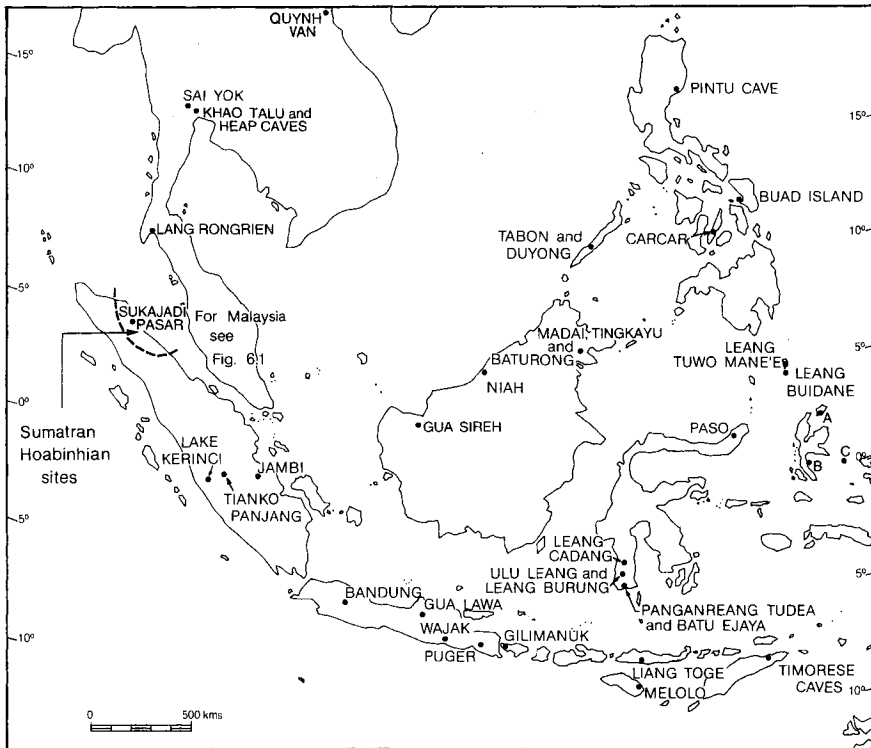 QUYNH
VAN
15°
SAI YOK
KHAO TALU and
HEAP CAVES
PINTU CAVE
15°
10°
BUAD ISLAND
LANG RONGRIEN
TABON and
DUYONG
CARCAR
10°
5°
SUKAJADI
PASAR
For Malaysia
see
Fig. 6.1
MADAI, TINGKAYU
and
BATURONG
NIAH
LEANG
TUWO MANE'E
5°
LEANG
BUIDANE
0°
A
Sumatran
Hoabinhian
sites
GUA SIREH
PASO
B
C
0°
LAKE
KERINCI
JAMBI
TIANKO
PANJANG
5°
LEANG
CADANG
ULU LEANG and
LEANG BURUNG
5°
BANDUNG
GUA LAWA
PANGANREANG TUDEA
and BATU EJAYA
10°
WAJAK
GILIMANUK
PUGER
LIANG TOGE
MELOLO
TIMORESE
CAVES
10°
0
500 kms